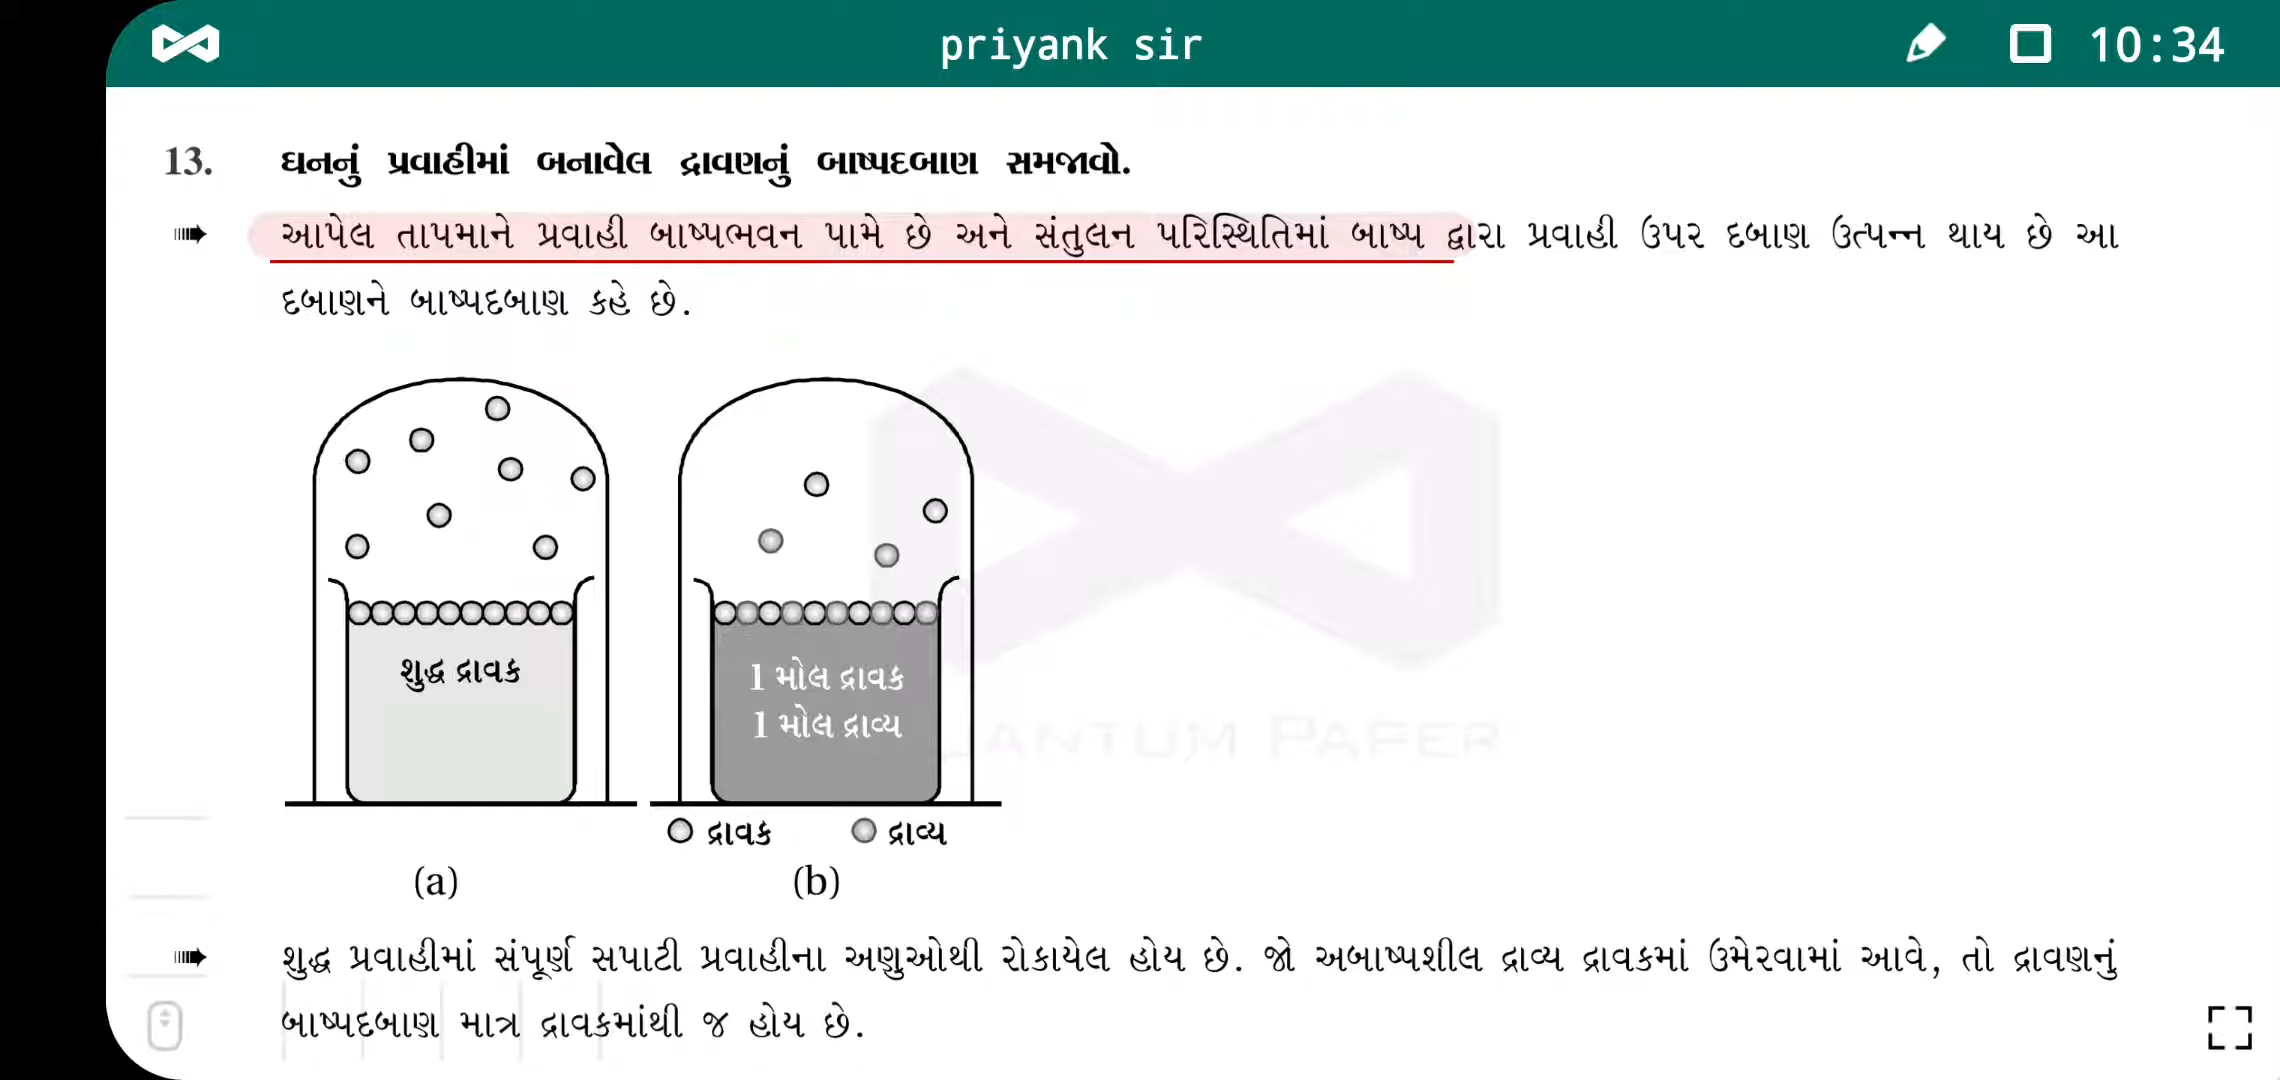 priyank sir
10:34
13. ઘનનું પ્રવાહીમાં બનાવેલ દ્રાવણનું બાષ્પદબાણ સમજાવો.
આપેલ તાપમાને પ્રવાહી બાષ્પભવન પામે છે અને સંતુલન પરિસ્થિતિમાં બાષ્પ દ્વારા પ્રવાહી ઉપર દબાણ ઉત્પન્ન થાય છે આ
દબાણને બાષ્પદબાણ કહે છે.
શુદ્ધ દ્રાવક
1 મોલ દ્રાવક
1 મોલ દ્રાવ્ય
દ્રાવક દ્રાવ્ય
(a) (b)
ANTUM PAPER
શુદ્ધ પ્રવાહીમાં સંપૂર્ણ સપાટી પ્રવાહીના અણુઓથી રોકાયેલ હોય છે. જો અબાષ્પશીલ દ્રાવ્ય દ્રાવકમાં ઉમેરવામાં આવે, તો દ્રાવણનું
બાષ્પદબાણ માત્ર દ્રાવકમાંથી જ હોય છે.